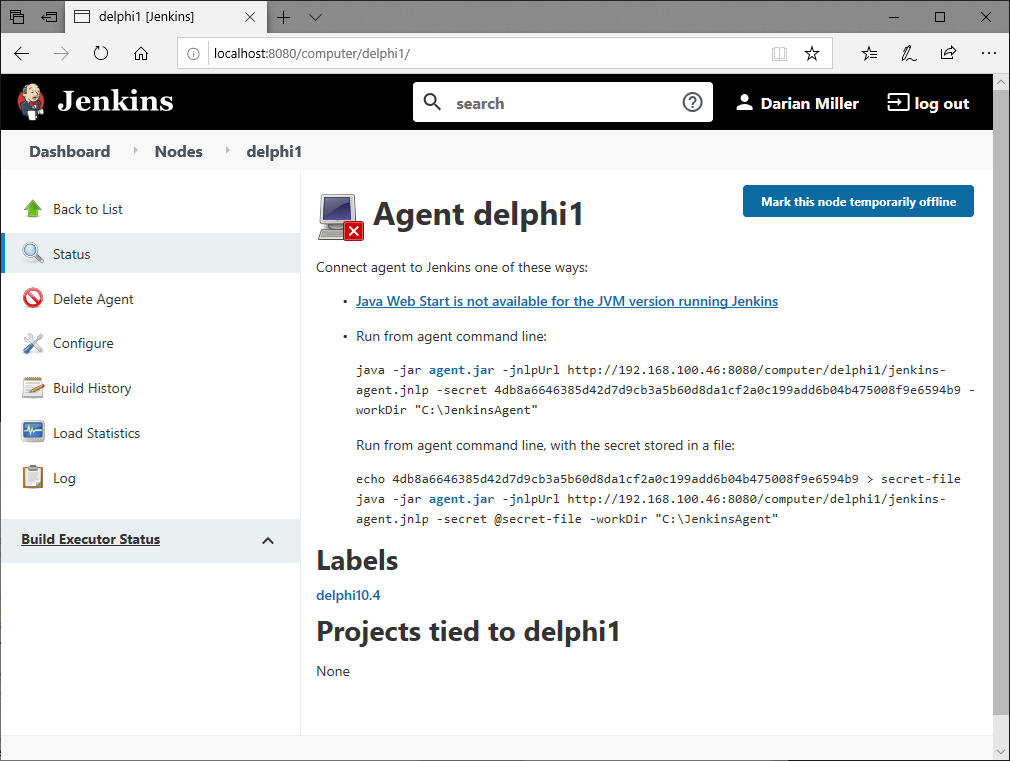 delphi1 [Jenkins]
localhost:8080/computer/delphi1/
Jenkins
search
Darian Miller
log out
Dashboard
Nodes
delphi1
Back to List
Status
Delete Agent
Configure
Build History
Load Statistics
Log
Build Executor Status
Agent delphi1
Mark this node temporarily offline
Connect agent to Jenkins one of these ways:
• Java Web Start is not available for the JVM version running Jenkins
• Run from agent command line:
java -jar agent.jar -jnlpUrl http://192.168.100.46:8080/computer/delphi1/jenkins-
agent.jnlp -secret 4db8a6646385d42d7d9cb3a5b60d8da1cf2a0c199add6b04b475008f9e6594b9 -
workDir "C:\JenkinsAgent"
Run from agent command line, with the secret stored in a file:
echo 4db8a6646385d42d7d9cb3a5b60d8da1cf2a0c199add6b04b475008f9e6594b9 > secret-file
java -jar agent.jar -jnlpUrl http://192.168.100.46:8080/computer/delphi1/jenkins-
agent.jnlp -secret @secret-file -workDir "C:\JenkinsAgent"
Labels
delphi10.4
Projects tied to delphi1
None